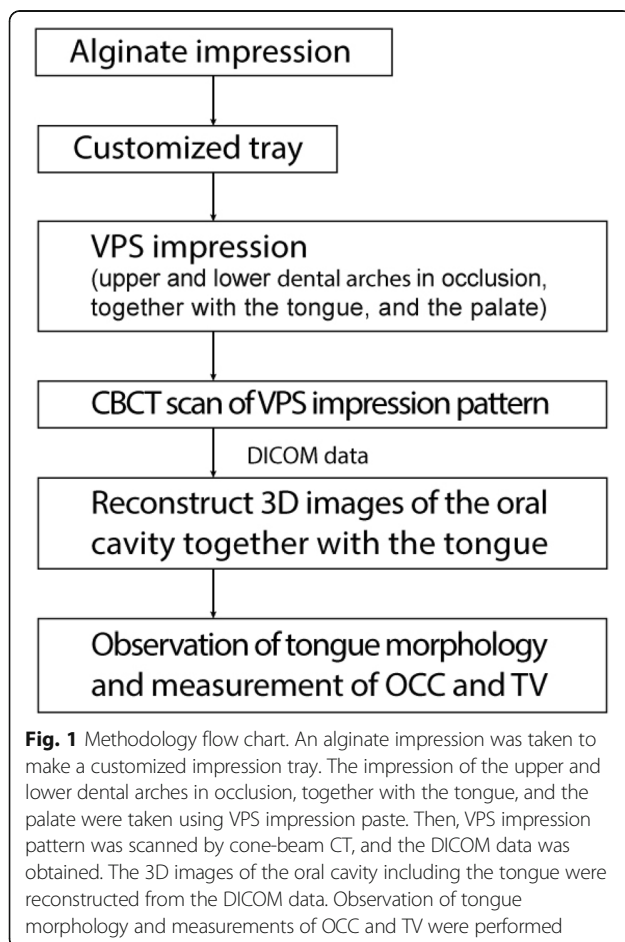 Alginate impression
Customized tray
VPS impression
(upper and lower dental arches in occlusion,
together with the tongue, and the palate)
CBCT scan of VPS impression pattern
DICOM data
Reconstruct 3D images of the oral
cavity together with the tongue
Observation of tongue morphology
and measurement of OCC and TV
Fig. 1 Methodology flow chart. An alginate impression was taken to
make a customized impression tray. The impression of the upper and
lower dental arches in occlusion, together with the tongue, and the
palate were taken using VPS impression paste. Then, VPS impression
pattern was scanned by cone-beam CT, and the DICOM data was
obtained. The 3D images of the oral cavity including the tongue were
reconstructed from the DICOM data. Observation of tongue
morphology and measurements of OCC and TV were performed